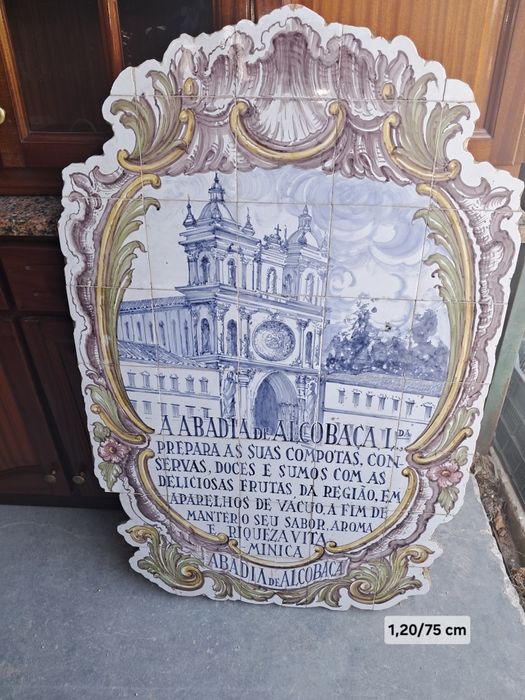 A ABADIA DE ALCOBAÇA L.DA,
PREPARA AS SUAS COMPOTAS, CON-
SERVAS, DOCES E SUMOS COM AS
DELICIOSAS FRUTAS DA REGIÃO, EM
APARELHOS DE VACUO, A FIM DE
MANTER O SEU SABOR, AROMA
E RIQUEZA VITA-
MINICA
ABADIA DE ALCOBAÇA
1,20/75 cm